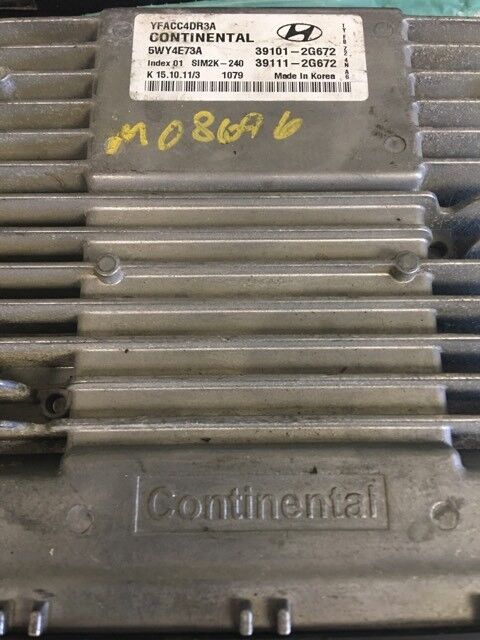 YFACC4DR3A
CONTINENTAL HYUNDAI
5WY4E73A 39101-2G672
Index 01 SIM2K-240 39111-2G672
K 15.10.11/3 1079 Made in Korea
M08696
Continental